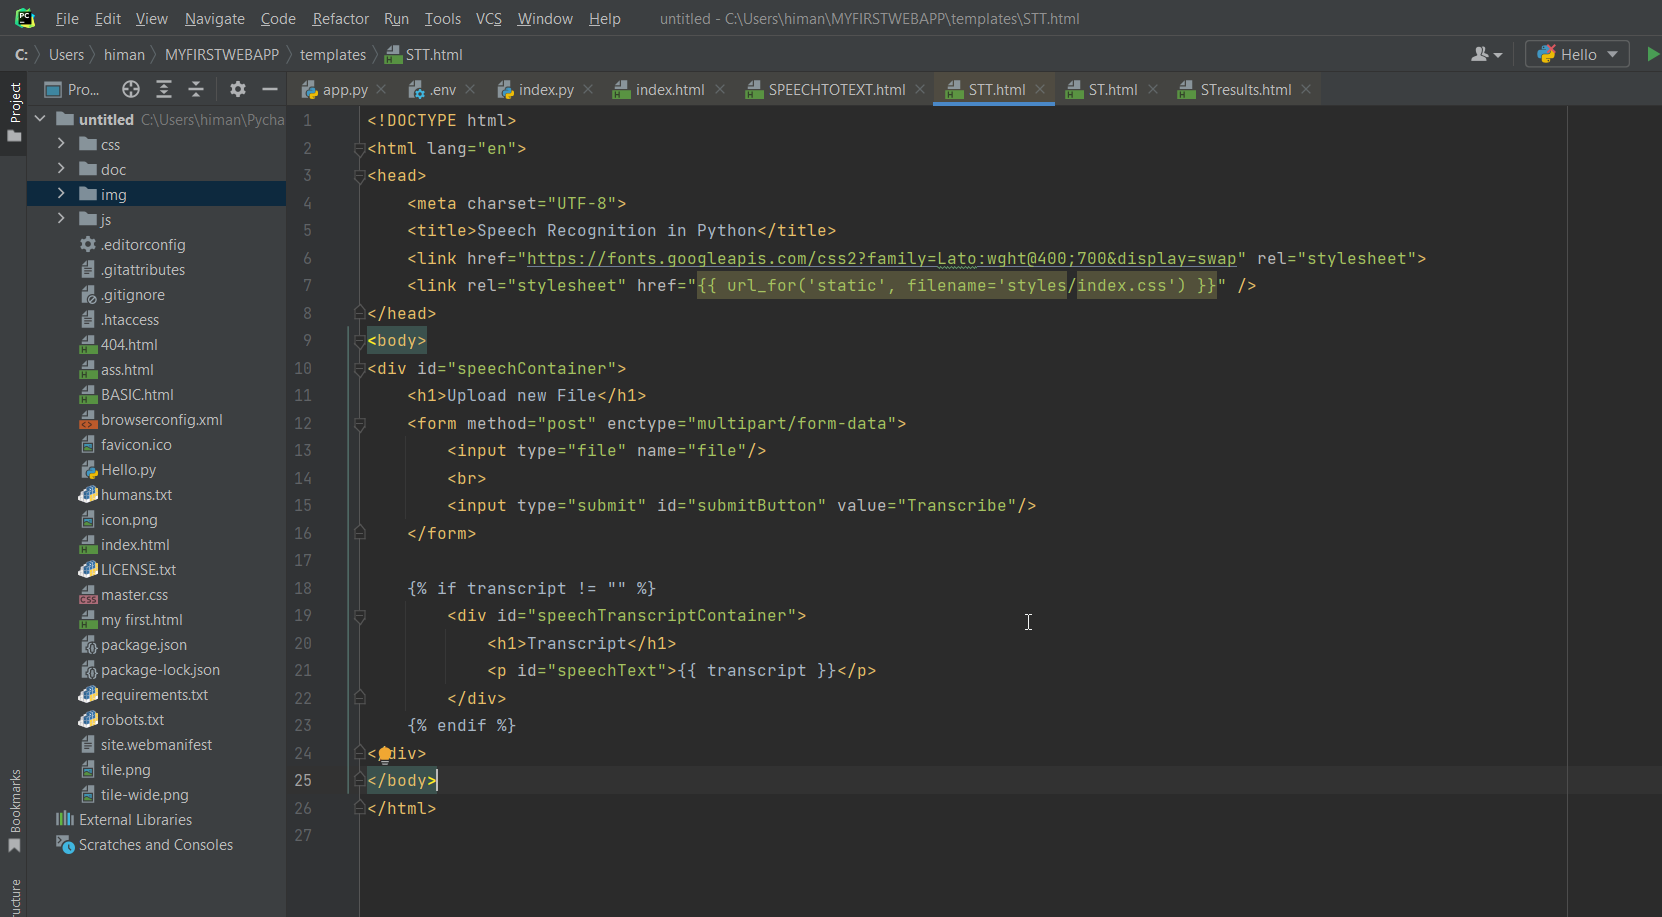 PC File Edit View Navigate Code Refactor Run Tools VCS Window Help untitled - C:\Users\himan\MYFIRSTWEBAPP\templates\STT.html
C: Users himan MYFIRSTWEBAPP templates STT.html Hello
Project Pro... app.py .env index.py index.html SPEECHTOTEXT.html STT.html ST.html STresults.html
untitled C:\Users\himan\Pycha
css
doc
img
js
.editorconfig
.gitattributes
.gitignore
.htaccess
404.html
ass.html
BASIC.html
browserconfig.xml
favicon.ico
Hello.py
humans.txt
icon.png
index.html
LICENSE.txt
master.css
my first.html
package.json
package-lock.json
requirements.txt
robots.txt
site.webmanifest
tile.png
tile-wide.png
External Libraries
Scratches and Consoles
Bookmarks
ucture
1 <!DOCTYPE html>
2 <html lang="en">
3 <head>
4 <meta charset="UTF-8">
5 <title>Speech Recognition in Python</title>
6 <link href="https://fonts.googleapis.com/css2?family=Lato:wght@400;700&display=swap" rel="stylesheet">
7 <link rel="stylesheet" href="{{ url_for('static', filename='styles/index.css') }}" />
8 </head>
9 <body>
10 <div id="speechContainer">
11 <h1>Upload new File</h1>
12 <form method="post" enctype="multipart/form-data">
13 <input type="file" name="file"/>
14 <br>
15 <input type="submit" id="submitButton" value="Transcribe"/>
16 </form>
17
18 {% if transcript != "" %}
19 <div id="speechTranscriptContainer">
20 <h1>Transcript</h1>
21 <p id="speechText">{{ transcript }}</p>
22 </div>
23 {% endif %}
24 <div>
25 </body>
26 </html>
27